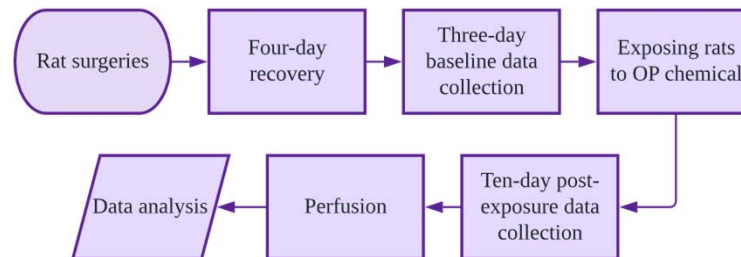 Rat surgeries
Four-day
recovery
Three-day
baseline data
collection
Exposing rats
to OP chemical
Ten-day post-
exposure data
collection
Perfusion
Data analysis